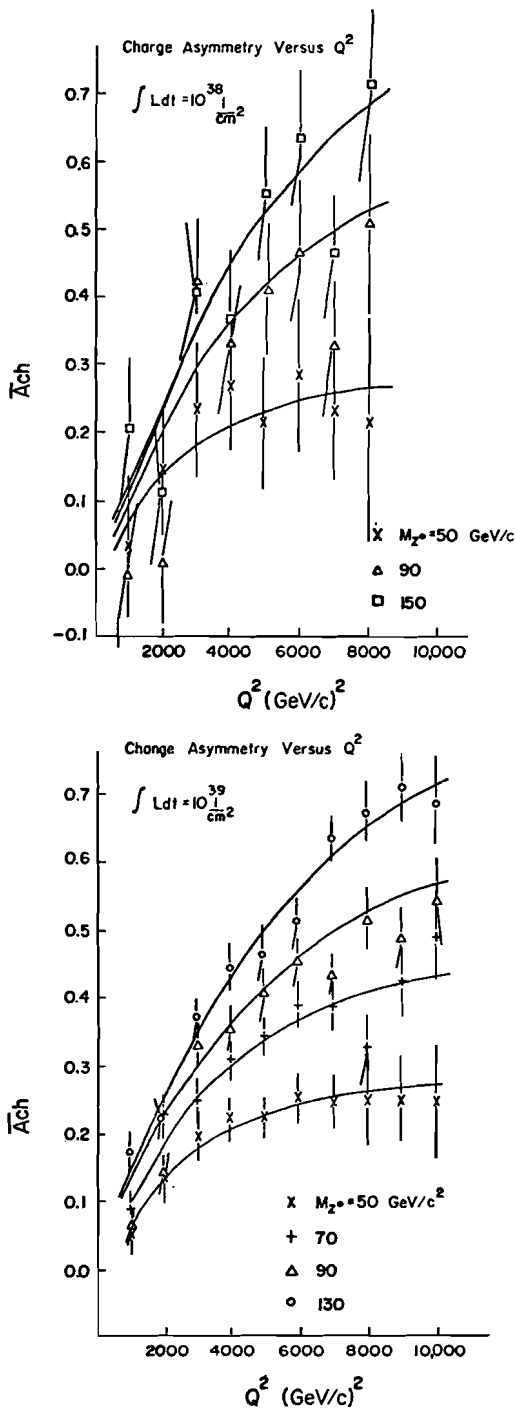 Charge Asymmetry Versus Q²
∫ Ldt = 10³⁸ 1/cm²
0.7
0.6
0.5
0.4
0.3
0.2
0.1
0.0
-0.1
Āch
X M_Z° = 50 GeV/c
△ 90
□ 150
2000 4000 6000 8000 10,000
Q² (GeV/c)²
Change Asymmetry Versus Q²
∫ Ldt = 10³⁹ 1/cm²
0.7
0.6
0.5
0.4
0.3
0.2
0.1
0.0
Āch
X M_Z° = 50 GeV/c²
+ 70
△ 90
o 130
2000 4000 6000 8000 10,000
Q² (GeV/c)²